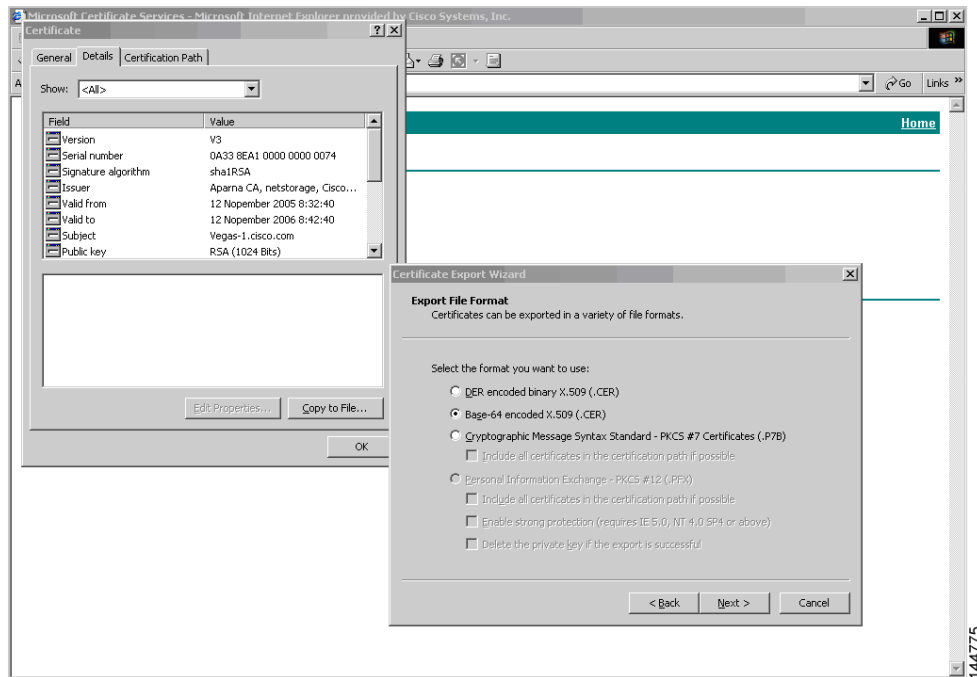 Microsoft Certificate Services - Microsoft Internet Explorer provided by Cisco Systems, Inc.
Certificate
General Details Certification Path
Show: <All>
Field Value
Version V3
Serial number 0A33 8EA1 0000 0000 0074
Signature algorithm sha1RSA
Issuer Aparna CA, netstorage, Cisco...
Valid from 12 Nopember 2005 8:32:40
Valid to 12 Nopember 2006 8:42:40
Subject Vegas-1.cisco.com
Public key RSA (1024 Bits)
Edit Properties... Copy to File...
OK
Go Links »
Home
Certificate Export Wizard
Export File Format
Certificates can be exported in a variety of file formats.
Select the format you want to use:
DER encoded binary X.509 (.CER)
Base-64 encoded X.509 (.CER)
Cryptographic Message Syntax Standard - PKCS #7 Certificates (.P7B)
Include all certificates in the certification path if possible
Personal Information Exchange - PKCS #12 (.PFX)
Include all certificates in the certification path if possible
Enable strong protection (requires IE 5.0, NT 4.0 SP4 or above)
Delete the private key if the export is successful
< Back Next > Cancel
144775